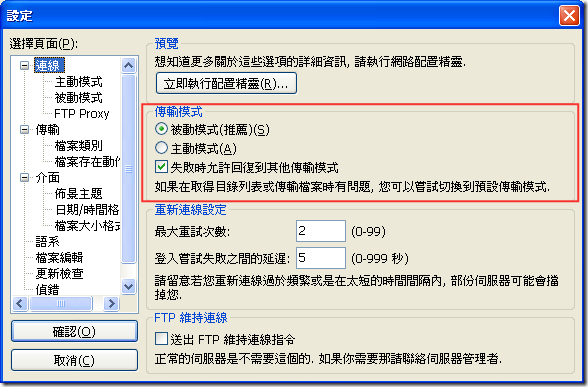 設定
選擇頁面(P):
連線
主動模式
被動模式
FTP Proxy
傳輸
檔案類別
檔案存在動作
介面
佈景主題
日期/時間格
檔案大小格式
語系
檔案編輯
更新檢查
偵錯
確認(O)
取消(C)
預覽
想知道更多關於這些選項的詳細資訊, 請執行網路配置精靈.
立即執行配置精靈(R)...
傳輸模式
被動模式(推薦)(S)
主動模式(A)
失敗時允許回復到其他傳輸模式
如果在取得目錄列表或傳輸檔案時有問題, 您可以嘗試切換到預設傳輸模式.
重新連線設定
最大重試次數: 2 (0-99)
登入嘗試失敗之間的延遲: 5 (0-999 秒)
請留意若您重新連線過於頻繁或是在太短的時間間隔內, 部份伺服器可能會擋
掉您.
FTP 維持連線
送出 FTP 維持連線指令
正常的伺服器是不需要這個的. 如果你需要那請聯絡伺服器管理者.